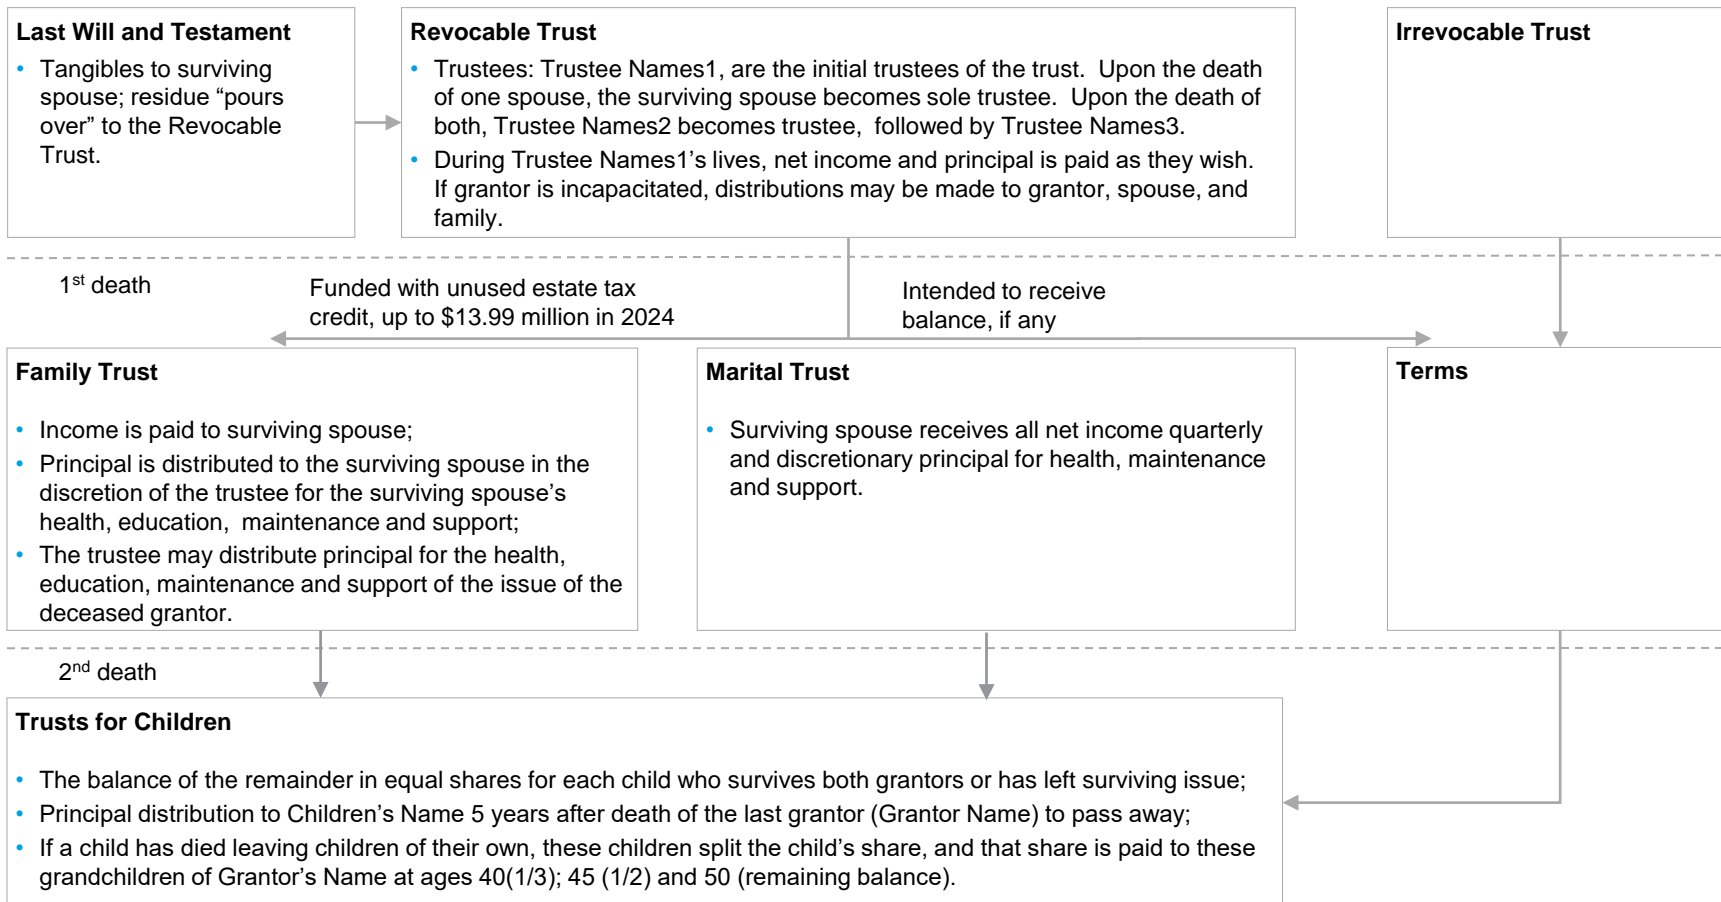 Last Will and Testament
• Tangibles to surviving
spouse; residue “pours
over” to the Revocable
Trust.
Revocable Trust
• Trustees: Trustee Names1, are the initial trustees of the trust.  Upon the death
of one spouse, the surviving spouse becomes sole trustee.  Upon the death of
both, Trustee Names2 becomes trustee,  followed by Trustee Names3.
• During Trustee Names1’s lives, net income and principal is paid as they wish.
If grantor is incapacitated, distributions may be made to grantor, spouse, and
family.
Irrevocable Trust
1st death
Funded with unused estate tax
credit, up to $13.99 million in 2024
Intended to receive
balance, if any
Family Trust
• Income is paid to surviving spouse;
• Principal is distributed to the surviving spouse in the
discretion of the trustee for the surviving spouse’s
health, education,  maintenance and support;
• The trustee may distribute principal for the health,
education, maintenance and support of the issue of the
deceased grantor.
Marital Trust
• Surviving spouse receives all net income quarterly
and discretionary principal for health, maintenance
and support.
Terms
2nd death
Trusts for Children
• The balance of the remainder in equal shares for each child who survives both grantors or has left surviving issue;
• Principal distribution to Children’s Name 5 years after death of the last grantor (Grantor Name) to pass away;
• If a child has died leaving children of their own, these children split the child’s share, and that share is paid to these
grandchildren of Grantor’s Name at ages 40(1/3); 45 (1/2) and 50 (remaining balance).